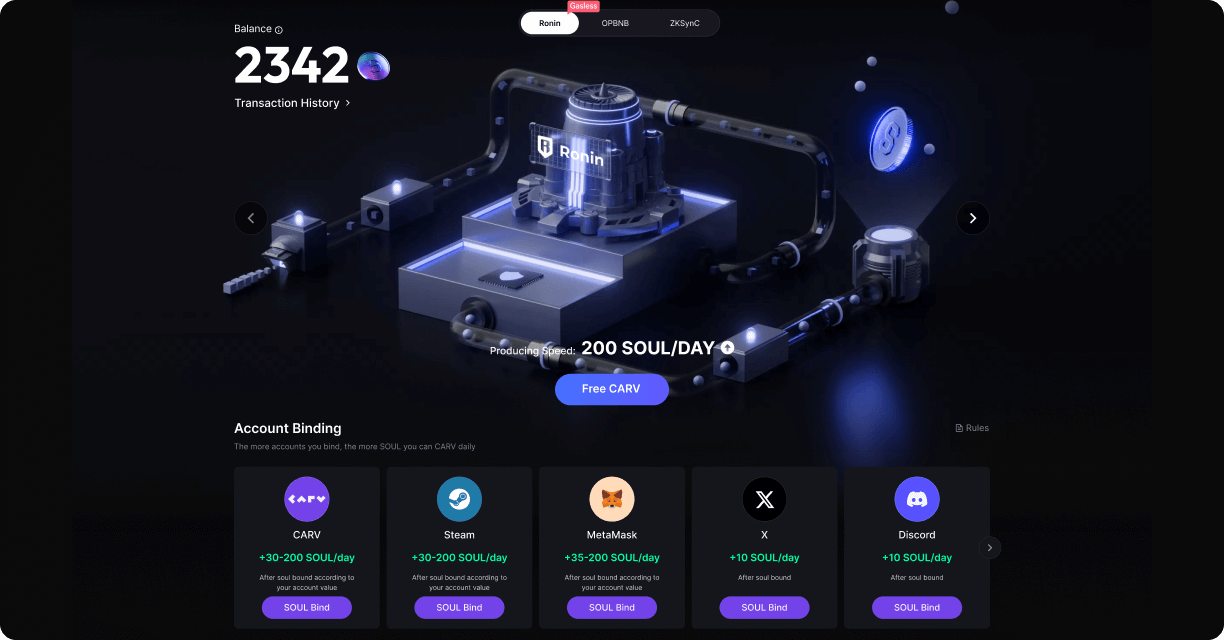 Gasless
Ronin
OPBNB
ZKSynC
Balance
2342
Transaction History
Ronin
Producing Speed: 200 SOUL/DAY
Free CARV
Account Binding
Rules
The more accounts you bind, the more SOUL you can CARV daily
CARV
CARV
+30-200 SOUL/day
After soul bound according to
your account value
SOUL Bind
Steam
+30-200 SOUL/day
After soul bound according to
your account value
SOUL Bind
MetaMask
+35-200 SOUL/day
After soul bound according to
your account value
SOUL Bind
X
+10 SOUL/day
After soul bound
SOUL Bind
Discord
+10 SOUL/day
After soul bound
SOUL Bind